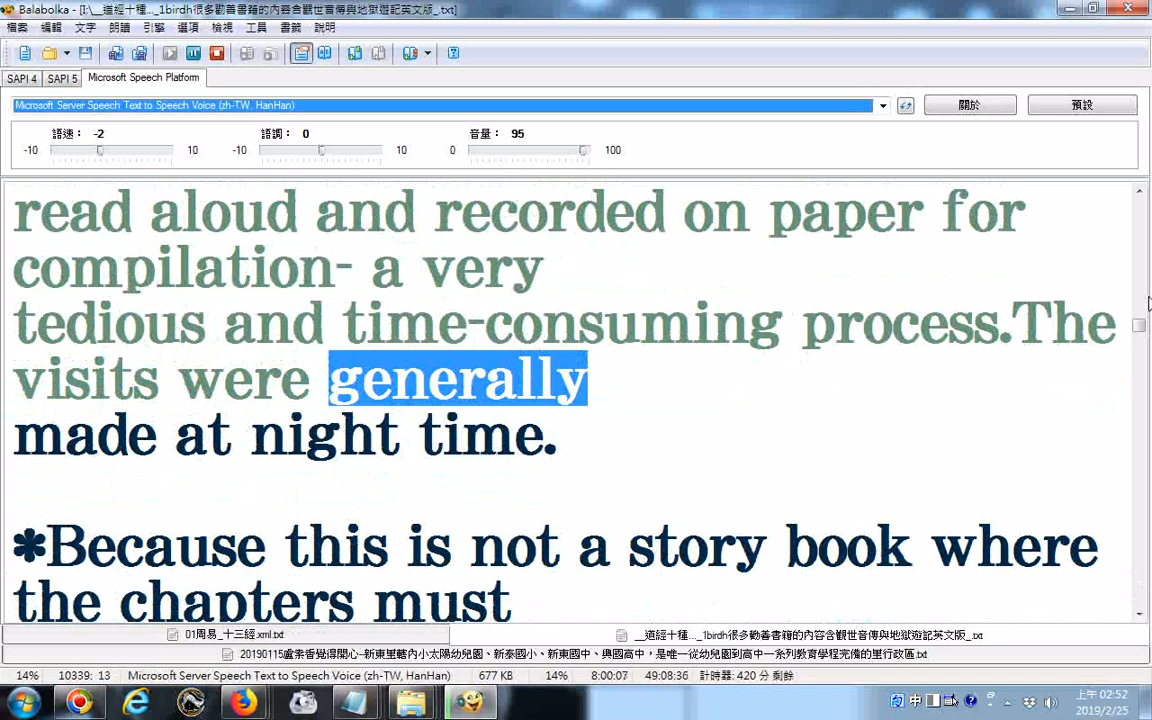 Balabolka - [I:\__道經十種..._1birdh很多勸善書籍的內容含觀世音傳與地獄遊記英文版_.txt]
檔案 編輯 文字 朗讀 引擎 選項 檢視 工具 書籤 說明
SAPI 4 SAPI 5 Microsoft Speech Platform
Microsoft Server Speech Text to Speech Voice (zh-TW, HanHan) 關於 預設
語速： -2 語調： 0 音量： 95
-10 10 -10 10 0 100
read aloud and recorded on paper for
compilation- a very
tedious and time-consuming process.The
visits were generally
made at night time.
*Because this is not a story book where
the chapters must
01周易_十三經.xml.txt __道經十種..._1birdh很多勸善書籍的內容含觀世音傳與地獄遊記英文版_.txt
20190115盧素香覺得開心-新東里轄內小太陽幼兒園、新泰國小、新東國中、興國高中，是唯一從幼兒園到高中一系列教育學程完備的里行政區.txt
14% 10339: 13 Microsoft Server Speech Text to Speech Voice (zh-TW, HanHan) 677 KB 14% 8:00:07 49:08:36 計時器: 420 分 剩餘
中 上午 02:52
2019/2/25